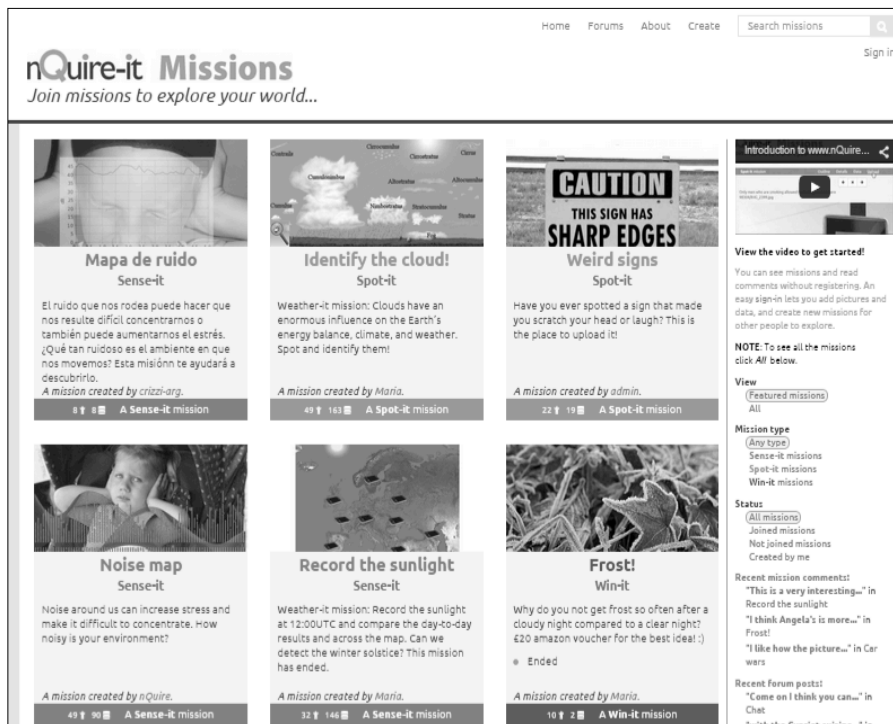 Home Forums About Create Search missions
Sign in
nQuire-it Missions
Join missions to explore your world...
Mapa de ruido
Sense-it
El ruido que nos rodea puede hacer que
nos resulte difícil concentrarnos o
también puede aumentarnos el estrés.
¿Qué tan ruidoso es el ambiente en que
nos movemos? Esta misiónn te ayudará a
descubrirlo.
A mission created by crizzi-arg.
8 8 A Sense-it mission
Cirrocumulus
Cirrostratus
Cirrus
Cumulonimbus
Altostratus
Stratocumulus
Stratus
Identify the cloud!
Spot-it
Weather-it mission: Clouds have an
enormous influence on the Earth's
energy balance, climate, and weather.
Spot and identify them!
A mission created by Maria.
49 163 A Spot-it mission
CAUTION
THIS SIGN HAS
SHARP EDGES
Weird signs
Spot-it
Have you ever spotted a sign that made
you scratch your head or laugh? This is
the place to upload it!
A mission created by admin.
22 19 A Spot-it mission
Noise map
Sense-it
Noise around us can increase stress and
make it difficult to concentrate. How
noisy is your environment?
A mission created by nQuire.
49 90 A Sense-it mission
Record the sunlight
Sense-it
Weather-it mission: Record the sunlight
at 12:00UTC and compare the day-to-day
results and across the map. Can we
detect the winter solstice? This mission
has ended.
A mission created by Maria.
32 146 A Sense-it mission
Frost!
Win-it
Why do you not get frost so often after a
cloudy night compared to a clear night?
£20 amazon voucher for the best idea! :)
Ended
A mission created by Maria.
10 2 A Win-it mission
Introduction to www.nQuire...
View the video to get started!
You can see missions and read
comments without registering. An
easy sign-in lets you add pictures and
data, and create new missions for
other people to explore.
NOTE: To see all the missions
click All below.
View
Featured missions
All
Mission type
Any type
Sense-it missions
Spot-it missions
Win-it missions
Status
All missions
Joined missions
Not joined missions
Created by me
Recent mission comments:
"This is a very interesting..." in
Record the sunlight
"I think Angela's is more..." in
Frost!
"I like how the picture..." in Car
wars
Recent forum posts:
"Come on I think you can..." in
Chat